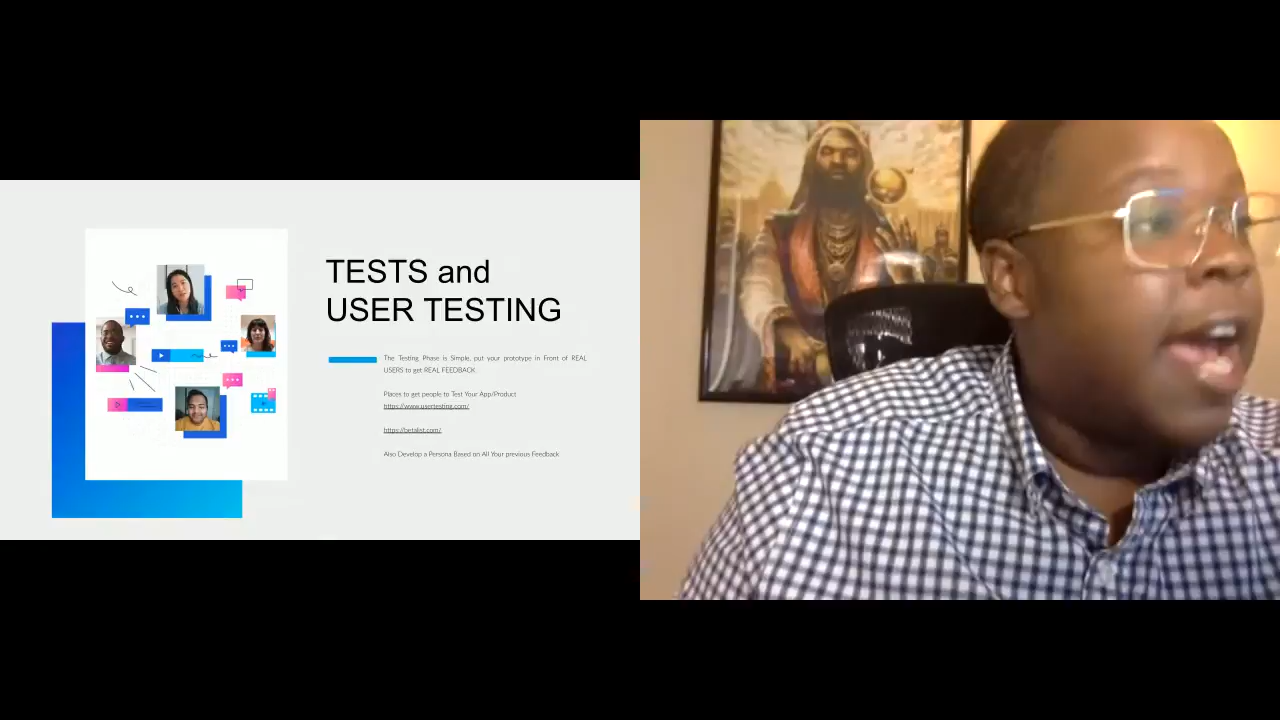 TESTS and
USER TESTING
The Testing Phase is Simple, put your prototype in Front of REAL
USERS to get REAL FEEDBACK.
Places to get people to Test Your App/Product
https://www.usertesting.com/
https://betalist.com/
Also Develop a Persona Based on All Your previous Feedback